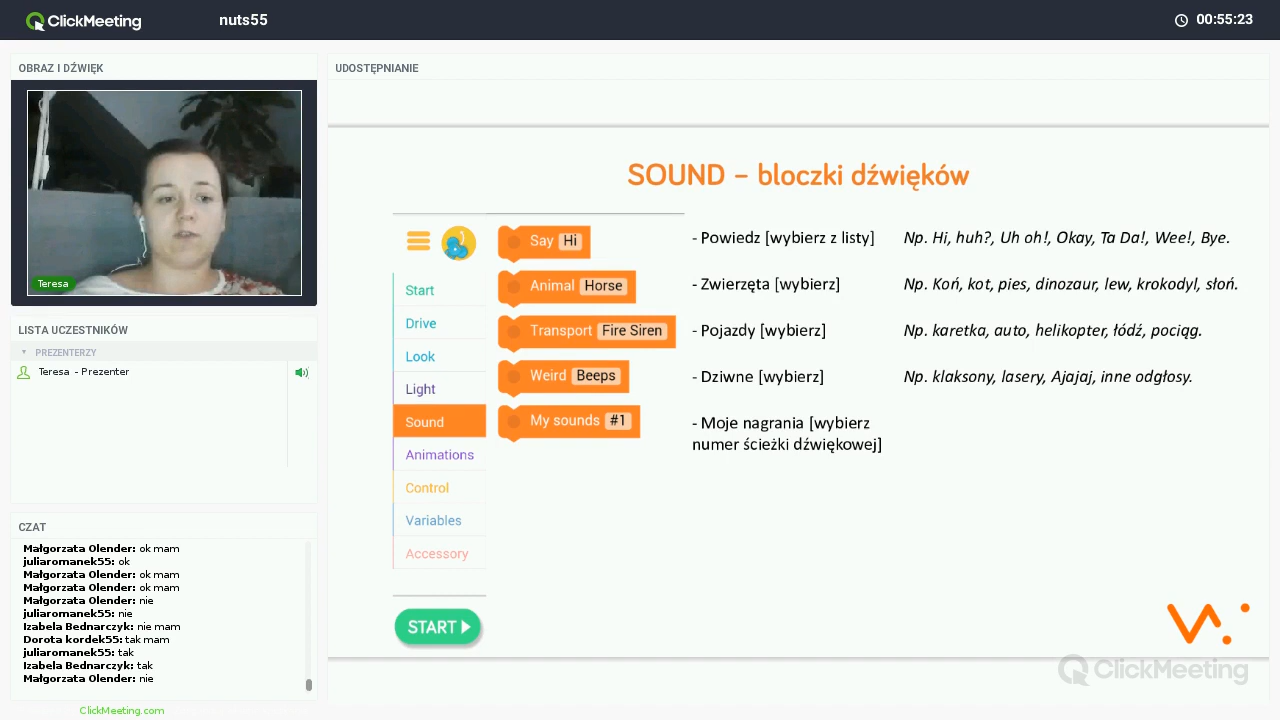 ClickMeeting
nuts55
00:55:23
OBRAZ I DŹWIĘK
Teresa
LISTA UCZESTNIKÓW
PREZENTERZY
Teresa - Prezenter
CZAT
Małgorzata Olender: ok mam
juliaromanek55: ok
Małgorzata Olender: ok mam
Małgorzata Olender: ok mam
Małgorzata Olender: nie
juliaromanek55: nie
Izabela Bednarczyk: nie mam
Dorota kordek55: tak mam
juliaromanek55: tak
Izabela Bednarczyk: tak
Małgorzata Olender: nie
ClickMeeting.com
UDOSTĘPNIANIE
SOUND – bloczki dźwięków
Start
Drive
Look
Light
Sound
Animations
Control
Variables
Accessory
START
Say Hi
- Powiedz [wybierz z listy]
Np. Hi, huh?, Uh oh!, Okay, Ta Da!, Wee!, Bye.
Animal Horse
- Zwierzęta [wybierz]
Np. Koń, kot, pies, dinozaur, lew, krokodyl, słoń.
Transport Fire Siren
- Pojazdy [wybierz]
Np. karetka, auto, helikopter, łódź, pociąg.
Weird Beeps
- Dziwne [wybierz]
Np. klaksony, lasery, Ajajaj, inne odgłosy.
My sounds #1
- Moje nagrania [wybierz
numer ścieżki dźwiękowej]
ClickMeeting